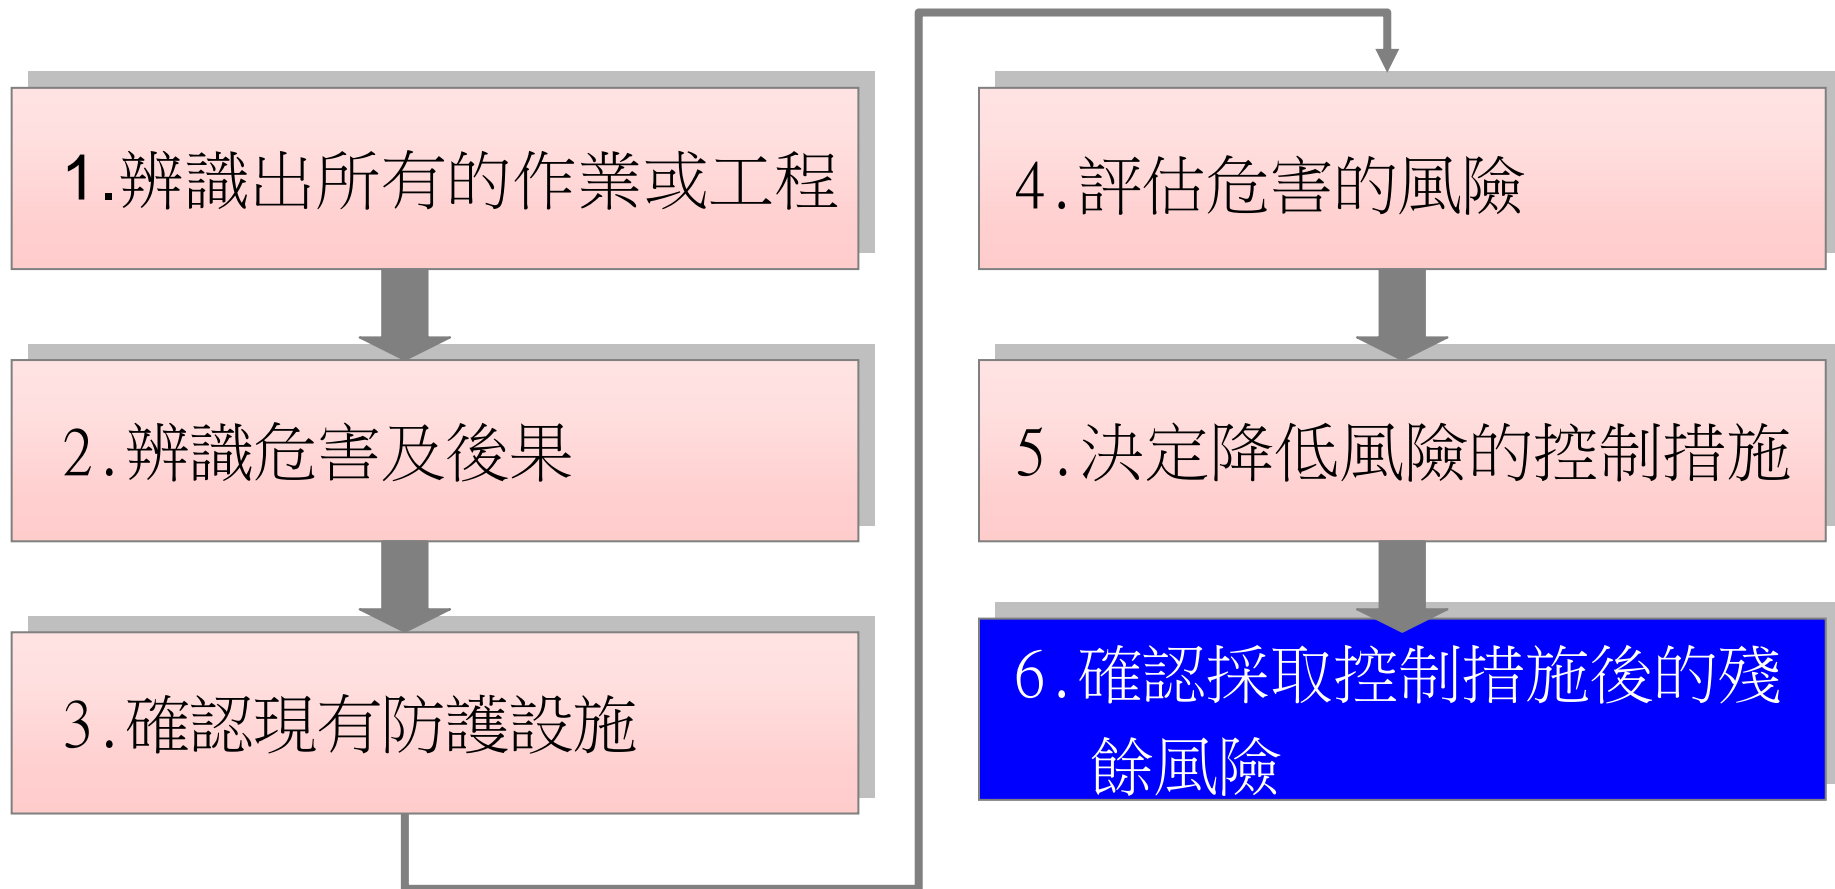 1.辨識出所有的作業或工程
2.辨識危害及後果
3.確認現有防護設施
4.評估危害的風險
5.決定降低風險的控制措施
6.確認採取控制措施後的殘
餘風險